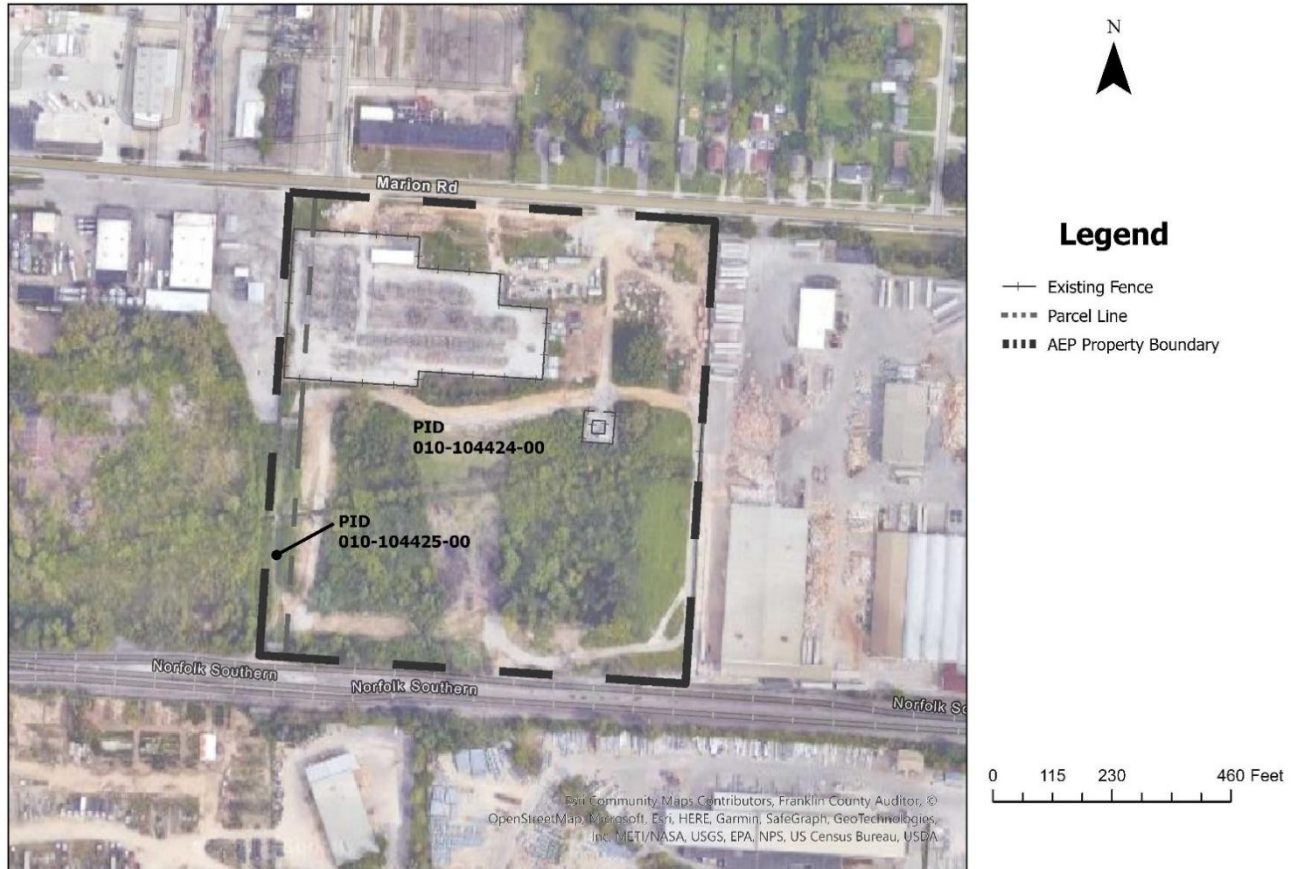 Marion Rd
PID
010-104424-00
PID
010-104425-00
Norfolk Southern
Norfolk Southern
Norfolk So
Esri Community Maps Contributors, Franklin County Auditor, ©
OpenStreetMap, Microsoft, Esri, HERE, Garmin, SafeGraph, GeoTechnologies,
Inc, METI/NASA, USGS, EPA, NPS, US Census Bureau, USDA
N
Legend
Existing Fence
Parcel Line
AEP Property Boundary
0 115 230 460 Feet